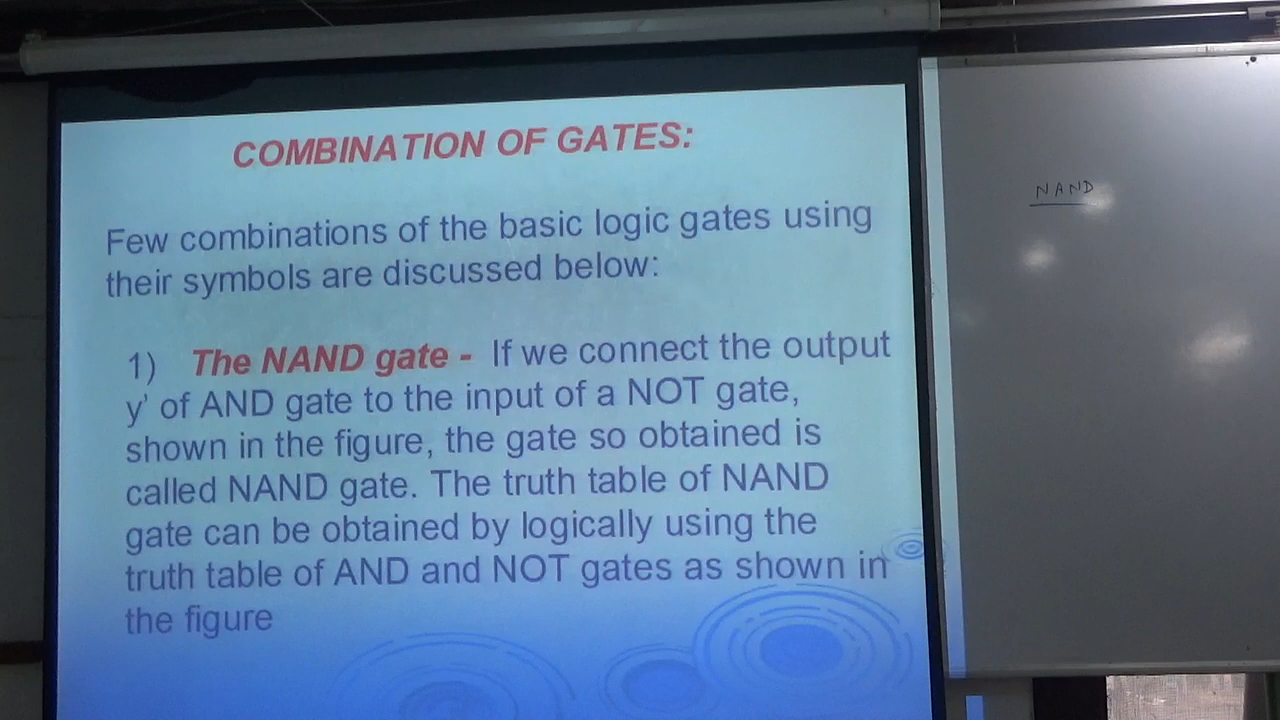 COMBINATION OF GATES:
Few combinations of the basic logic gates using
their symbols are discussed below:
1) The NAND gate - If we connect the output
y' of AND gate to the input of a NOT gate,
shown in the figure, the gate so obtained is
called NAND gate. The truth table of NAND
gate can be obtained by logically using the
truth table of AND and NOT gates as shown in
the figure
NAND